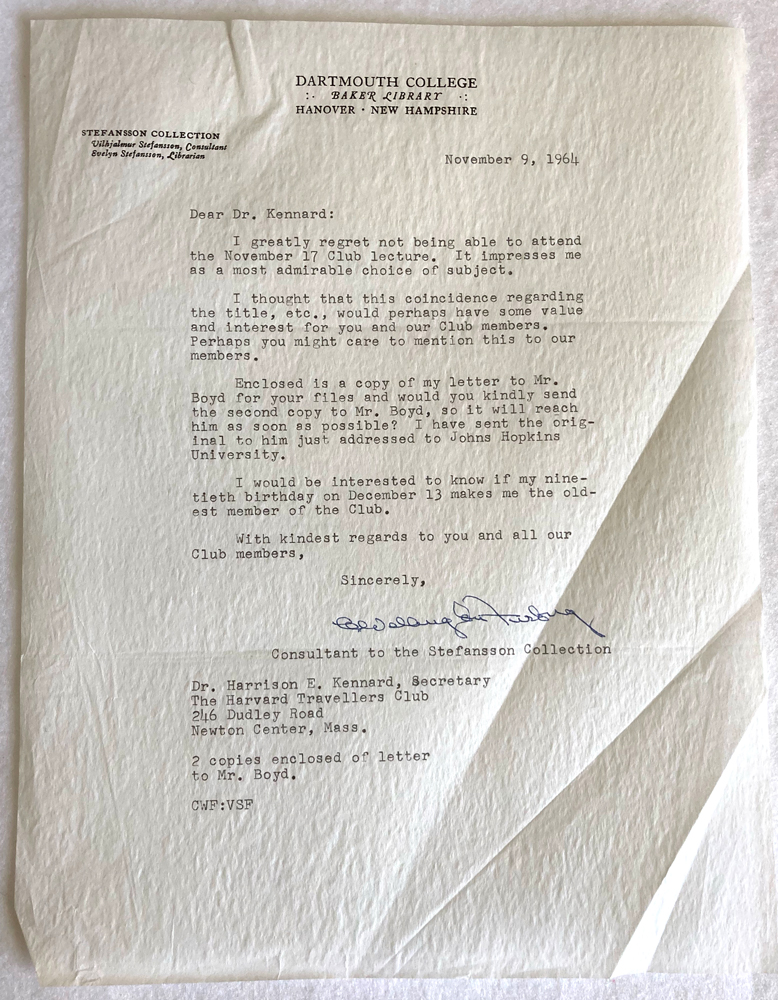 DARTMOUTH COLLEGE
:· BAKER LIBRARY ·:
HANOVER · NEW HAMPSHIRE
STEFANSSON COLLECTION
Vilhjalmur Stefansson, Consultant
Evelyn Stefansson, Librarian
November 9, 1964
Dear Dr. Kennard:
I greatly regret not being able to attend
the November 17 Club lecture. It impresses me
as a most admirable choice of subject.
I thought that this coincidence regarding
the title, etc., would perhaps have some value
and interest for you and our Club members.
Perhaps you might care to mention this to our
members.
Enclosed is a copy of my letter to Mr.
Boyd for your files and would you kindly send
the second copy to Mr. Boyd, so it will reach
him as soon as possible? I have sent the orig-
inal to him just addressed to Johns Hopkins
University.
I would be interested to know if my nine-
tieth birthday on December 13 makes me the old-
est member of the Club.
With kindest regards to you and all our
Club members,
Sincerely,
Consultant to the Stefansson Collection
Dr. Harrison E. Kennard, Secretary
The Harvard Travellers Club
246 Dudley Road
Newton Center, Mass.
2 copies enclosed of letter
to Mr. Boyd.
CWF:VSF